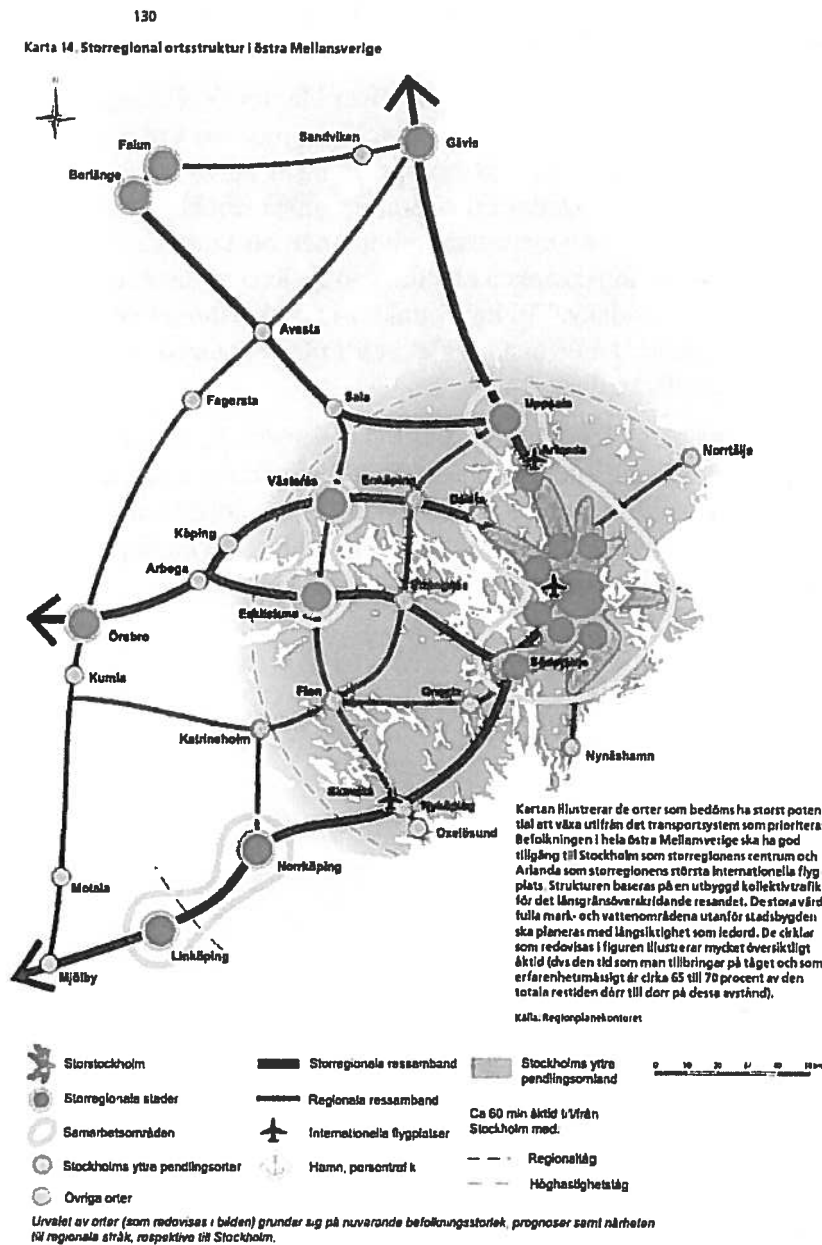 130
Karta 14. Storregional ortsstruktur i östra Mellansverige
N
Falun
Sandviken
Gävle
Borlänge
Avesta
Fagersta
Sala
Uppsala
Arlanda
Norrtälje
Västerås
Enköping
Bålsta
Köping
Arboga
Strängnäs
Eskilstuna
Örebro
Södertälje
Kumla
Flen
Gnesta
Katrineholm
Nynäshamn
Skavsta
Nyköping
Oxelösund
Norrköping
Motala
Linköping
Mjölby
Kartan illustrerar de orter som bedöms ha störst poten
tial att växa utifrån det transportsystem som prioritera
Befolkningen i hela östra Mellansverige ska ha god
tillgång till Stockholm som storregionens centrum och
Arlanda som storregionens största internationella flyg
plats. Strukturen baseras på en utbyggd kollektivtrafik
för det länsgränsöverskridande resandet. De stora värd
fulla mark- och vattenområdena utanför stadsbygden
ska planeras med långsiktighet som ledord. De cirklar
som redovisas i figuren illustrerar mycket översiktligt
åktid (dvs den tid som man tillbringar på tåget och som
erfarenhetsmässigt är cirka 65 till 70 procent av den
totala restiden dörr till dörr på dessa avstånd).
Källa: Regionplanekontoret
Storstockholm
Storregionala städer
Samarbetsområden
Stockholms yttre pendlingsorter
Övriga orter
Storregionala ressamband
Regionala ressamband
Internationella flygplatser
Hamn, persontrafik
Stockholms yttre
pendlingsomland
Ca 60 min åktid till/från
Stockholm med:
Regionaltåg
Höghastighetståg
0 10 20
Urvalet av orter (som redovisas i bilden) grundar sig på nuvarande befolkningsstorlek, prognoser samt närheten
till regionala stråk, respektive till Stockholm.